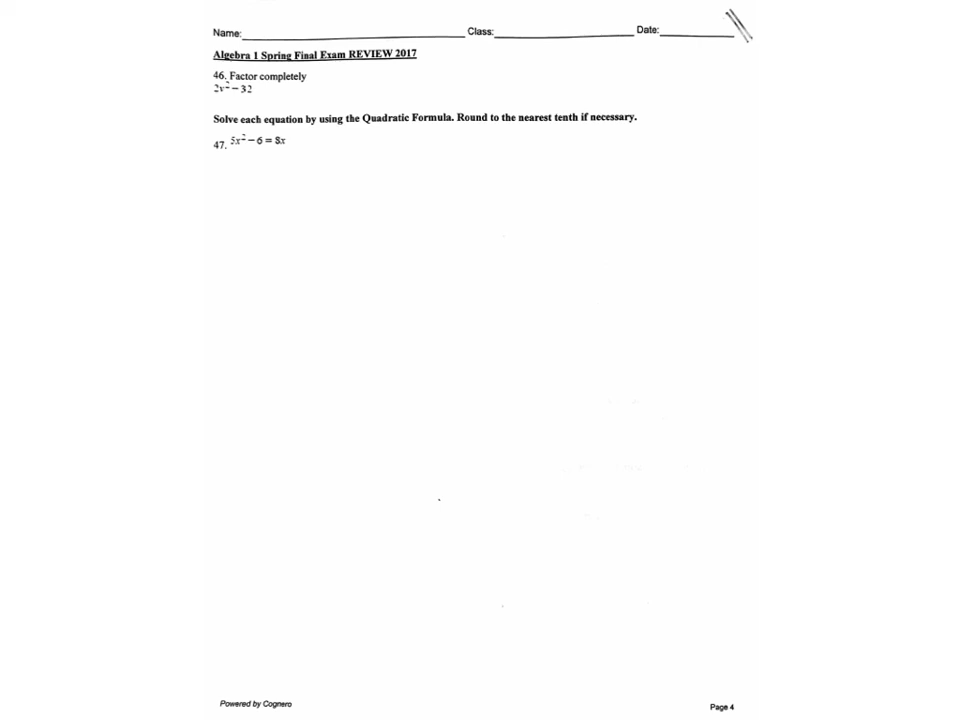 Name: Class: Date:
Algebra 1 Spring Final Exam REVIEW 2017
46. Factor completely
2v² − 32
Solve each equation by using the Quadratic Formula. Round to the nearest tenth if necessary.
47. 5x² − 6 = 8x
Powered by Cognero Page 4